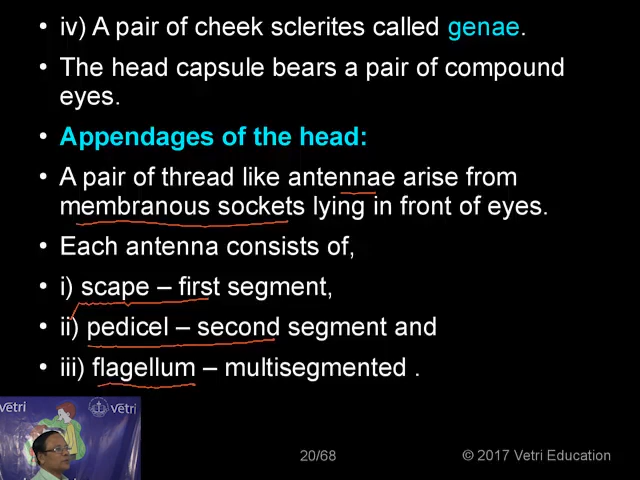 • iv) A pair of cheek sclerites called genae.
• The head capsule bears a pair of compound
eyes.
• Appendages of the head:
• A pair of thread like antennae arise from
membranous sockets lying in front of eyes.
• Each antenna consists of,
• i) scape – first segment,
• ii) pedicel – second segment and
• iii) flagellum – multisegmented .
vetri
vetri
20/68
© 2017 Vetri Education